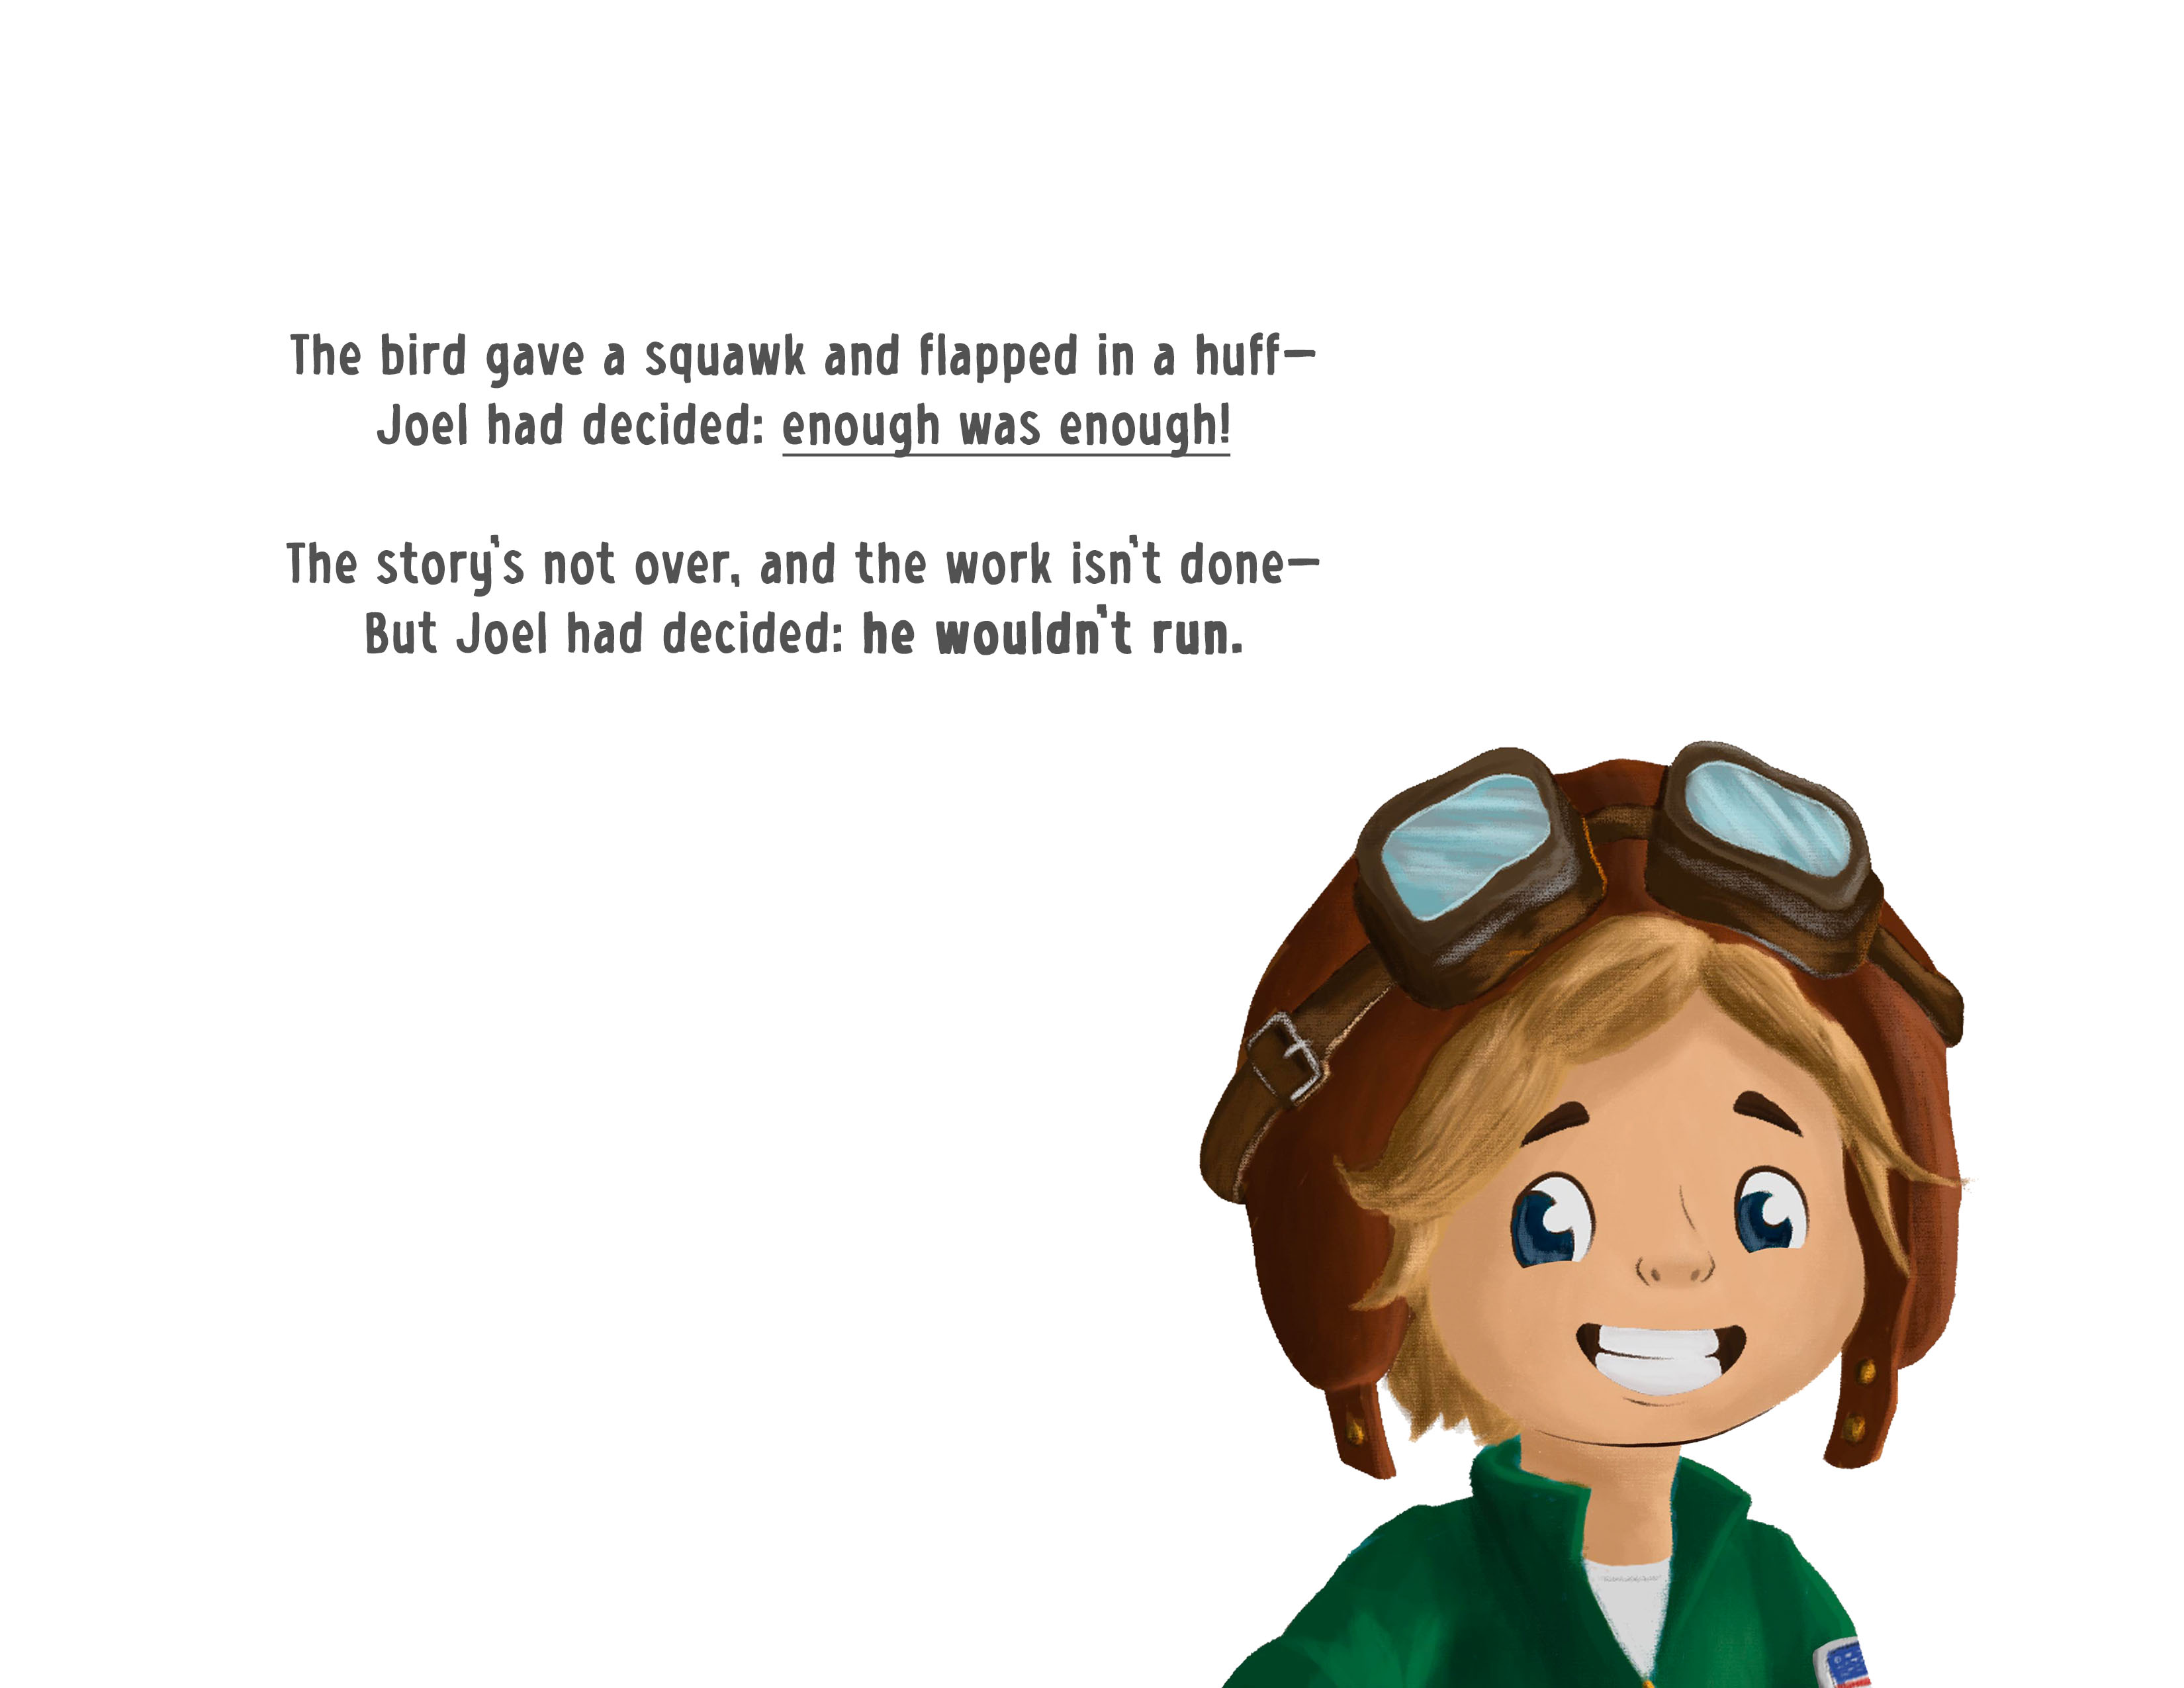 The bird gave a squawk and flapped in a huff—
Joel had decided: enough was enough!
The story's not over, and the work isn't done—
But Joel had decided: he wouldn't run.